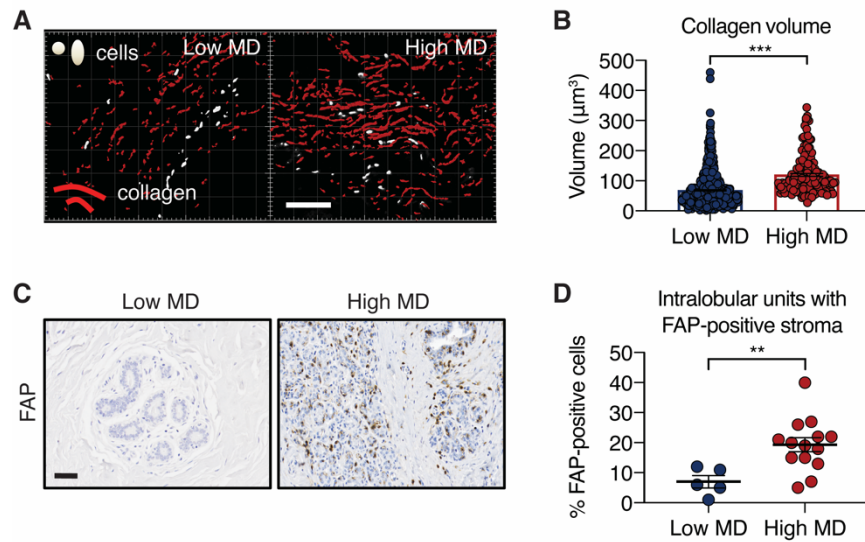 A
cells
Low MD
High MD
collagen
B
Collagen volume
***
Volume (µm³)
500
400
300
200
100
0
Low MD
High MD
C
Low MD
High MD
FAP
D
Intralobular units with
FAP-positive stroma
**
% FAP-positive cells
50
40
30
20
10
0
Low MD
High MD